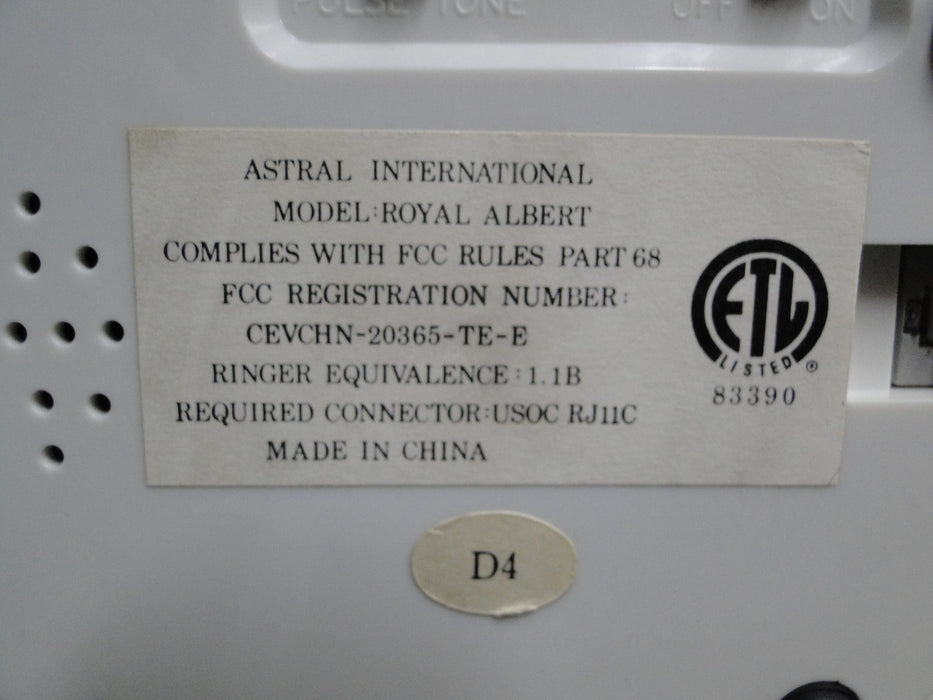 PULSE TONE OFF ON
ASTRAL INTERNATIONAL
MODEL:ROYAL ALBERT
COMPLIES WITH FCC RULES PART 68
FCC REGISTRATION NUMBER:
CEVCHN-20365-TE-E
RINGER EQUIVALENCE:1.1B
REQUIRED CONNECTOR:USOC RJ11C
MADE IN CHINA
ETL
LISTED
83390
D4